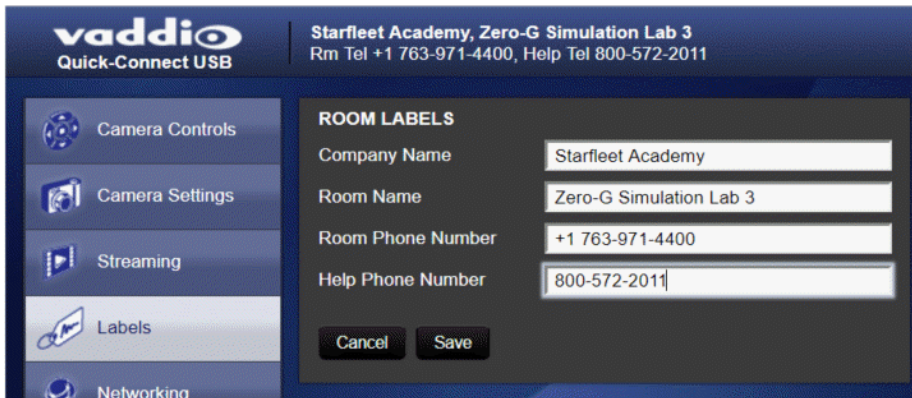 vaddio
Quick-Connect USB
Starfleet Academy, Zero-G Simulation Lab 3
Rm Tel +1 763-971-4400, Help Tel 800-572-2011
Camera Controls
Camera Settings
Streaming
Labels
Networking
ROOM LABELS
Company Name Starfleet Academy
Room Name Zero-G Simulation Lab 3
Room Phone Number +1 763-971-4400
Help Phone Number 800-572-2011
Cancel Save